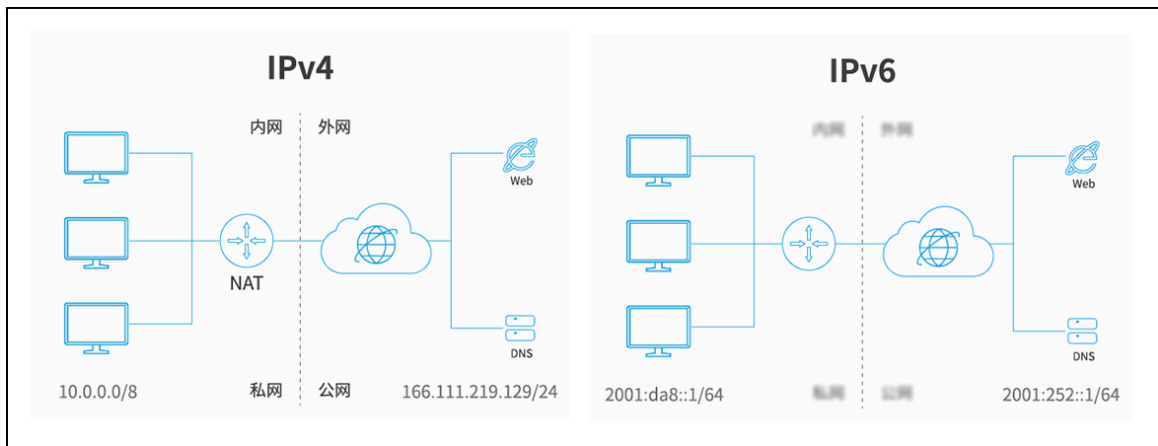 IPv4
内网 外网
Web
NAT
DNS
10.0.0.0/8 私网 公网 166.111.219.129/24
IPv6
Web
DNS
2001:da8::1/64 2001:252::1/64